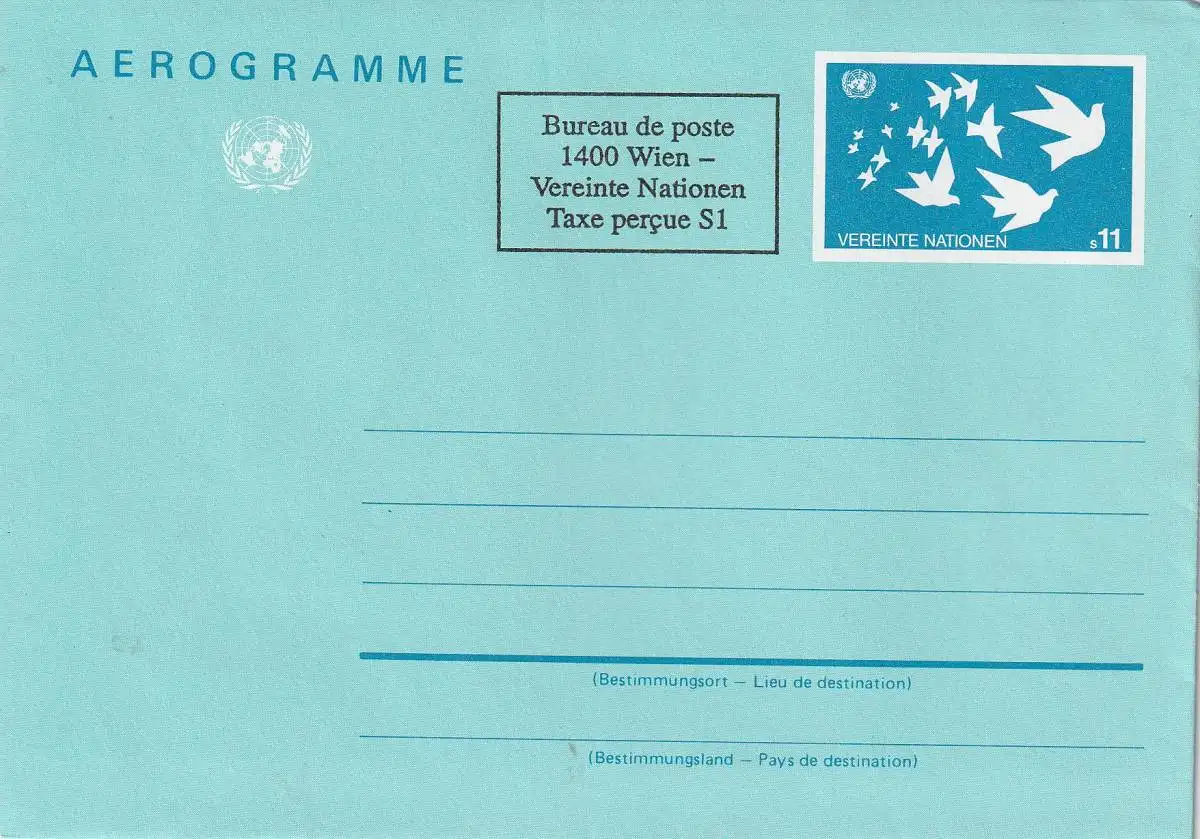 AEROGRAMME
Bureau de poste
1400 Wien –
Vereinte Nationen
Taxe perçue S1
VEREINTE NATIONEN
s11
(Bestimmungsort – Lieu de destination)
(Bestimmungsland – Pays de destination)